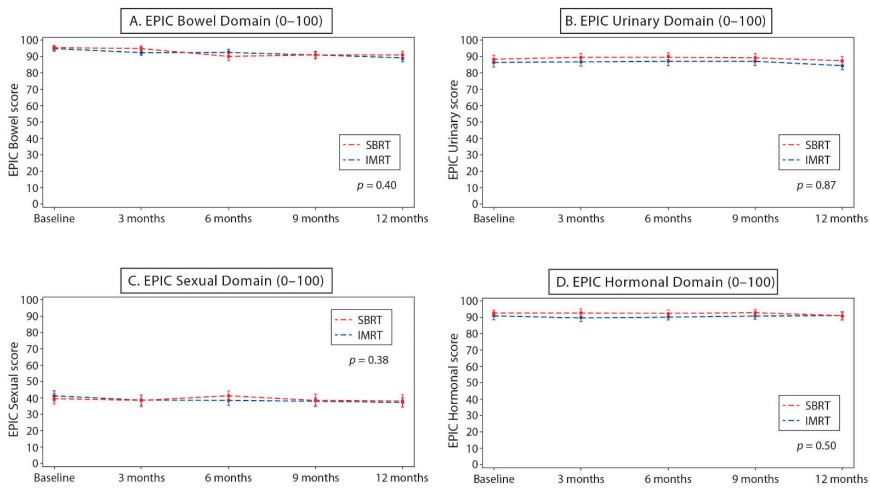 A. EPIC Bowel Domain (0–100)
EPIC Bowel score
100
90
80
70
60
50
40
30
20
10
0
SBRT
IMRT
p = 0.40
Baseline 3 months 6 months 9 months 12 months
B. EPIC Urinary Domain (0–100)
EPIC Urinary score
100
90
80
70
60
50
40
30
20
10
0
SBRT
IMRT
p = 0.87
Baseline 3 months 6 months 9 months 12 months
C. EPIC Sexual Domain (0–100)
EPIC Sexual score
100
90
80
70
60
50
40
30
20
10
0
SBRT
IMRT
p = 0.38
Baseline 3 months 6 months 9 months 12 months
D. EPIC Hormonal Domain (0–100)
EPIC Hormonal score
100
90
80
70
60
50
40
30
20
10
0
SBRT
IMRT
p = 0.50
Baseline 3 months 6 months 9 months 12 months